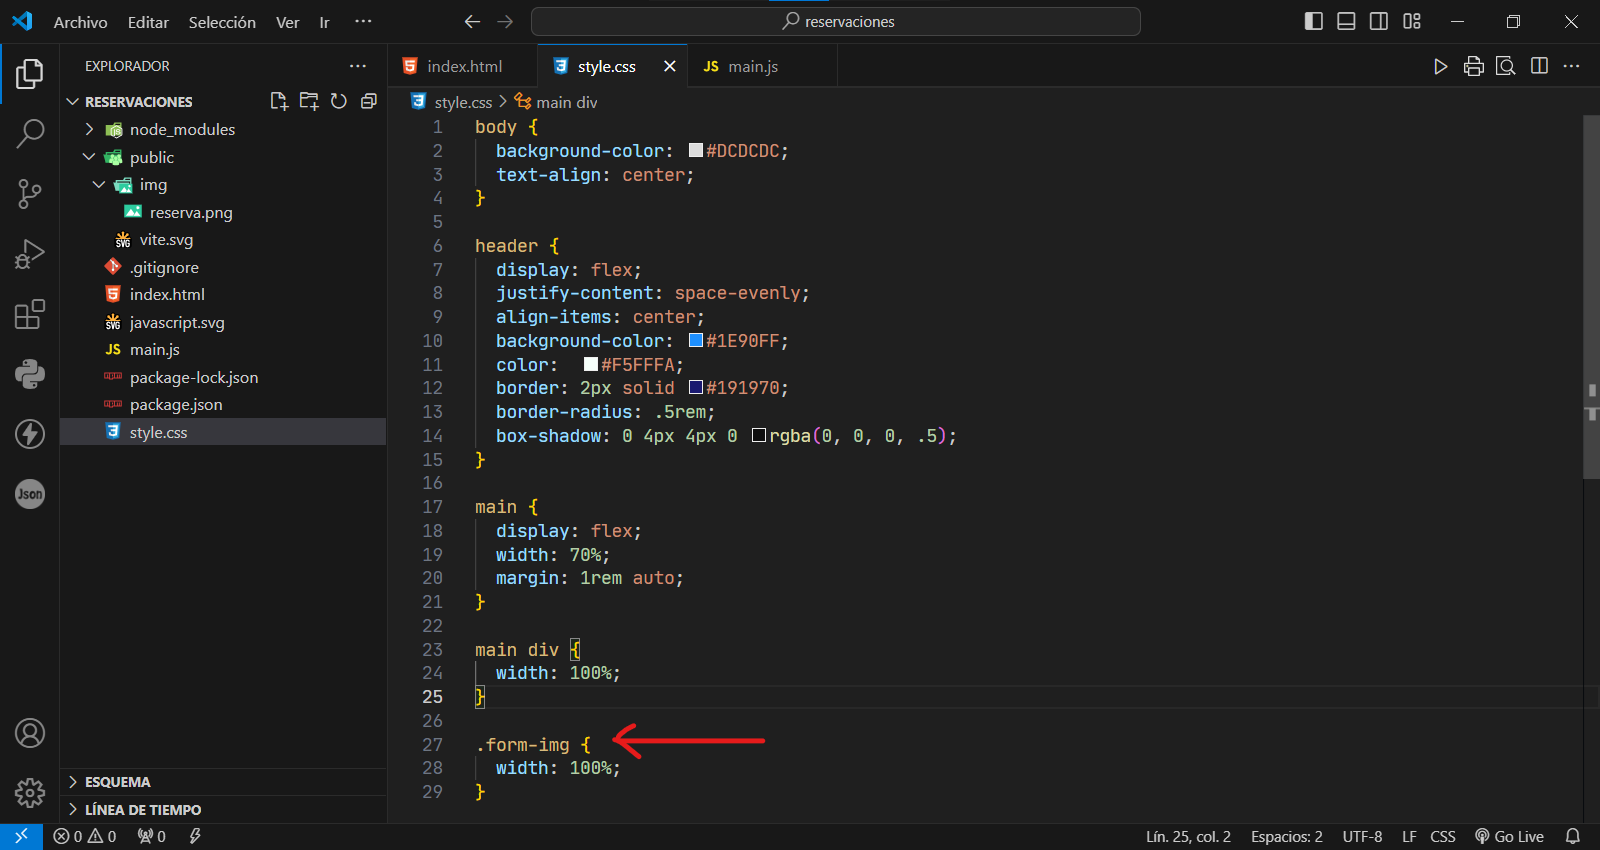 Archivo Editar Selección Ver Ir ···
reservaciones
EXPLORADOR ···
RESERVACIONES
node_modules
public
img
reserva.png
SVG vite.svg
.gitignore
index.html
SVG javascript.svg
JS main.js
package-lock.json
package.json
style.css
Json
ESQUEMA
LÍNEA DE TIEMPO
index.html
style.css
JS main.js
style.css > main div
1 body {
2 background-color: #DCDCDC;
3 text-align: center;
4 }
5
6 header {
7 display: flex;
8 justify-content: space-evenly;
9 align-items: center;
10 background-color: #1E90FF;
11 color: #F5FFFA;
12 border: 2px solid #191970;
13 border-radius: .5rem;
14 box-shadow: 0 4px 4px 0 rgba(0, 0, 0, .5);
15 }
16
17 main {
18 display: flex;
19 width: 70%;
20 margin: 1rem auto;
21 }
22
23 main div {
24 width: 100%;
25 }
26
27 .form-img {
28 width: 100%;
29 }
0 0 0 Lín. 25, col. 2 Espacios: 2 UTF-8 LF CSS Go Live